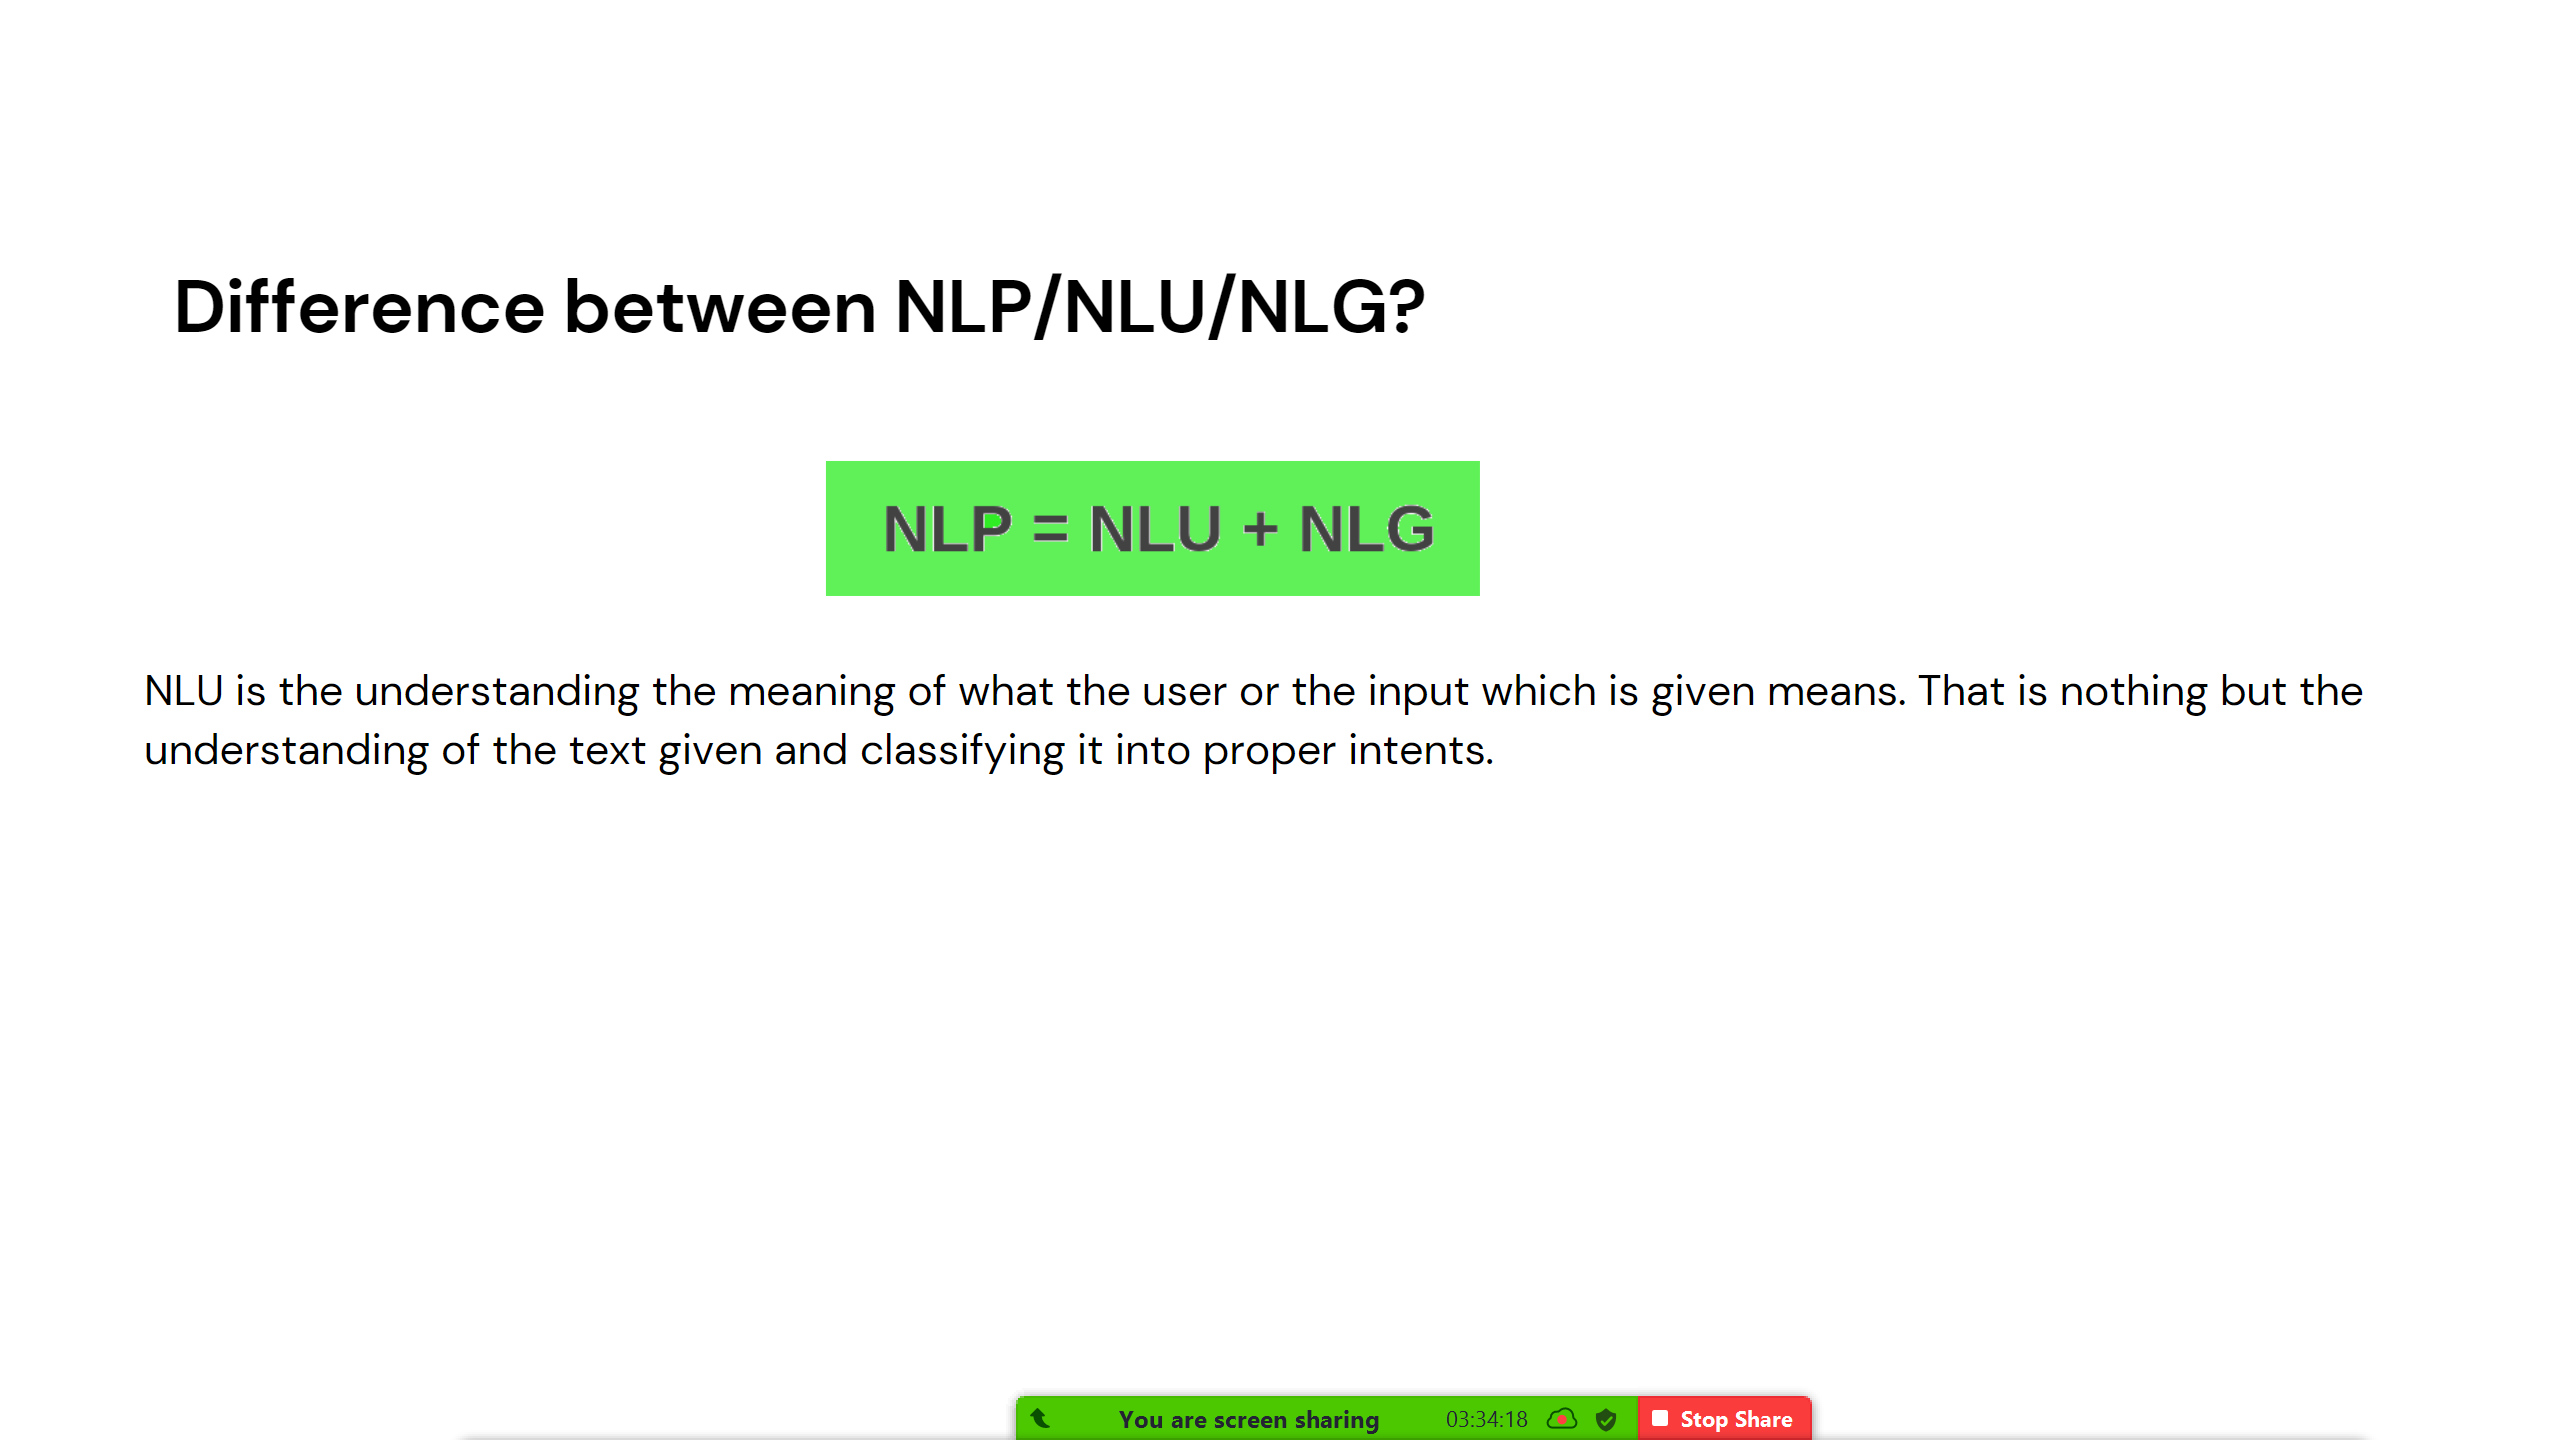 Difference between NLP/NLU/NLG?
NLP = NLU + NLG
NLU is the understanding the meaning of what the user or the input which is given means. That is nothing but the
understanding of the text given and classifying it into proper intents.
You are screen sharing 03:34:18 Stop Share